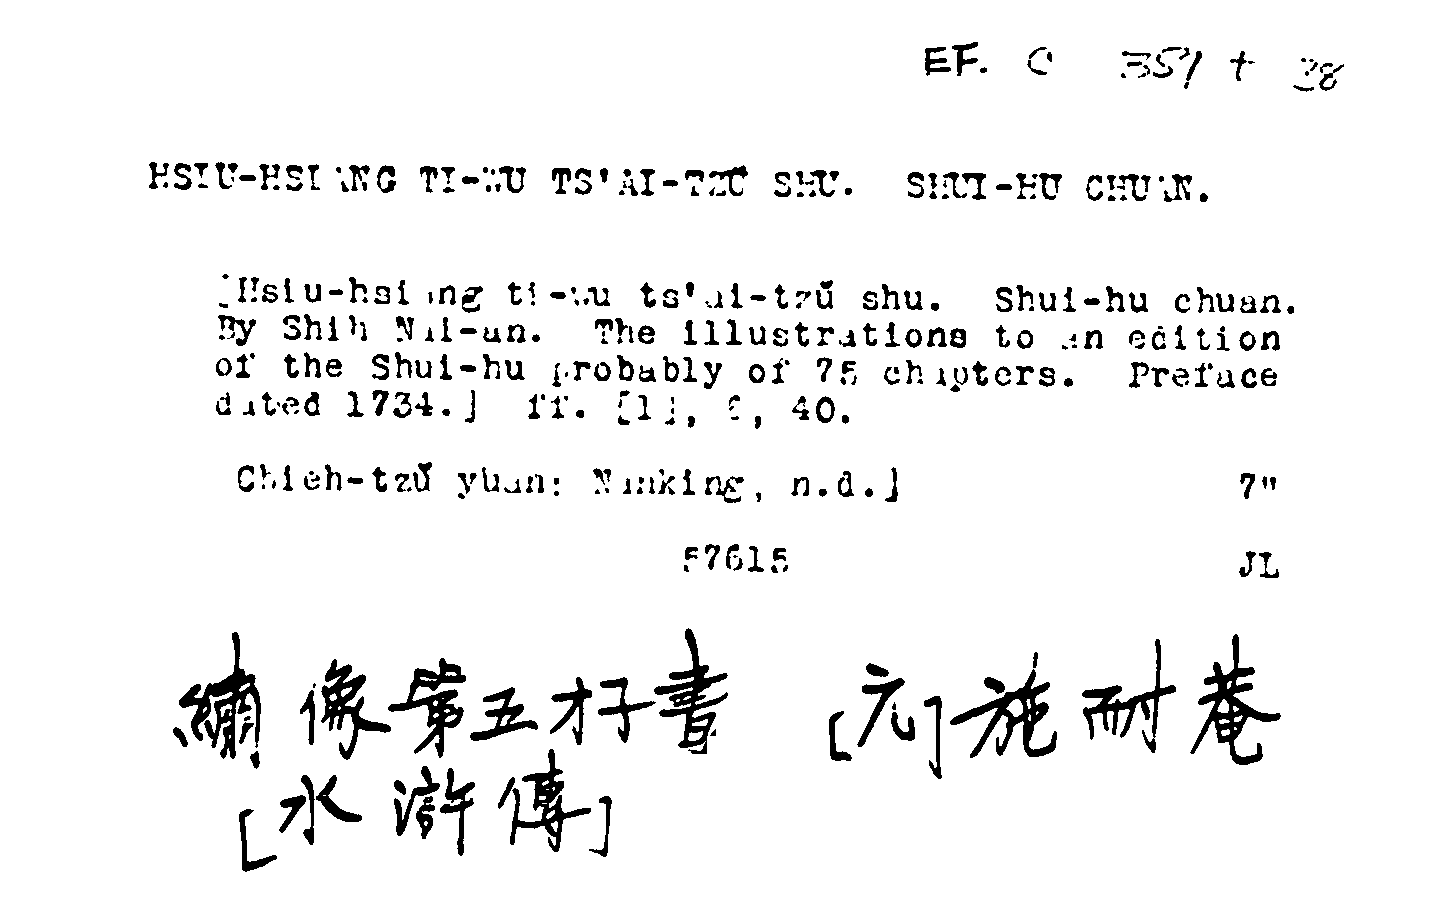 EF. C 351 + 38
HSIU-HSIANG TI-WU TS'AI-TZŬ SHU. SHUI-HU CHUAN.
[Hsiu-hsiang ti-wu ts'ai-tzŭ shu. Shui-hu chuan.
By Shih Nai-an. The illustrations to an edition
of the Shui-hu probably of 75 chapters. Preface
dated 1734.] ff. [1], , 40.
Chieh-tzŭ yüan: Nanking, n.d.] 7"
57615 JL
繡像第五才子書 [元]施耐菴
[水滸傳]